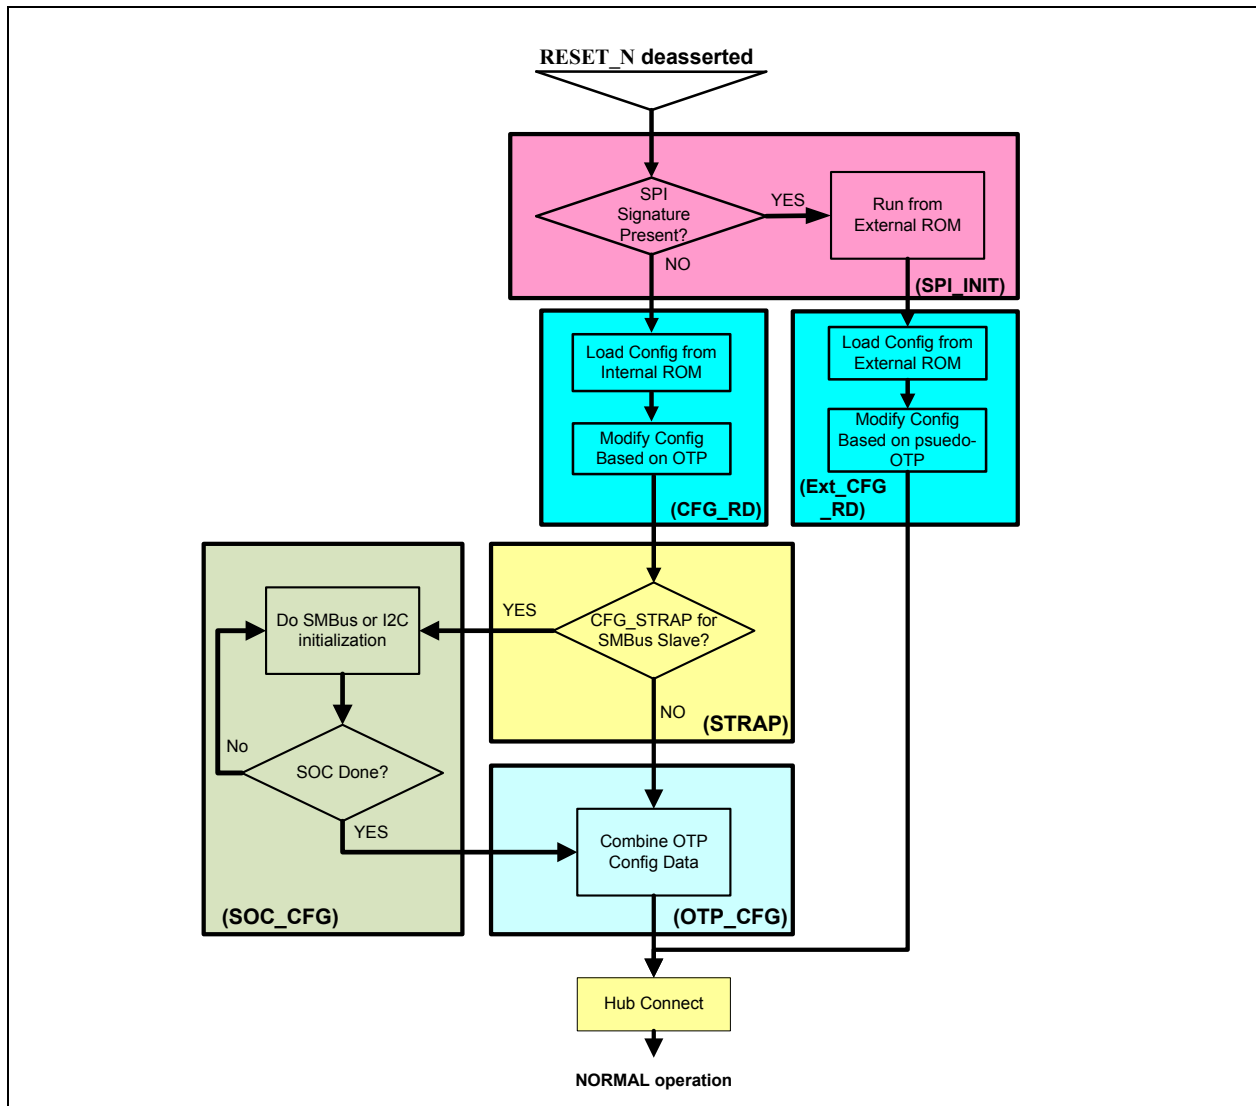 RESET_N deasserted
SPI
Signature
Present?
YES
Run from
External ROM
NO
(SPI_INIT)
Load Config from
Internal ROM
Load Config from
External ROM
Modify Config
Based on OTP
Modify Config
Based on psuedo-
OTP
(CFG_RD)
(Ext_CFG
_RD)
Do SMBus or I2C
initialization
YES
CFG_STRAP for
SMBus Slave?
NO
(STRAP)
No
SOC Done?
YES
(SOC_CFG)
Combine OTP
Config Data
(OTP_CFG)
Hub Connect
NORMAL operation